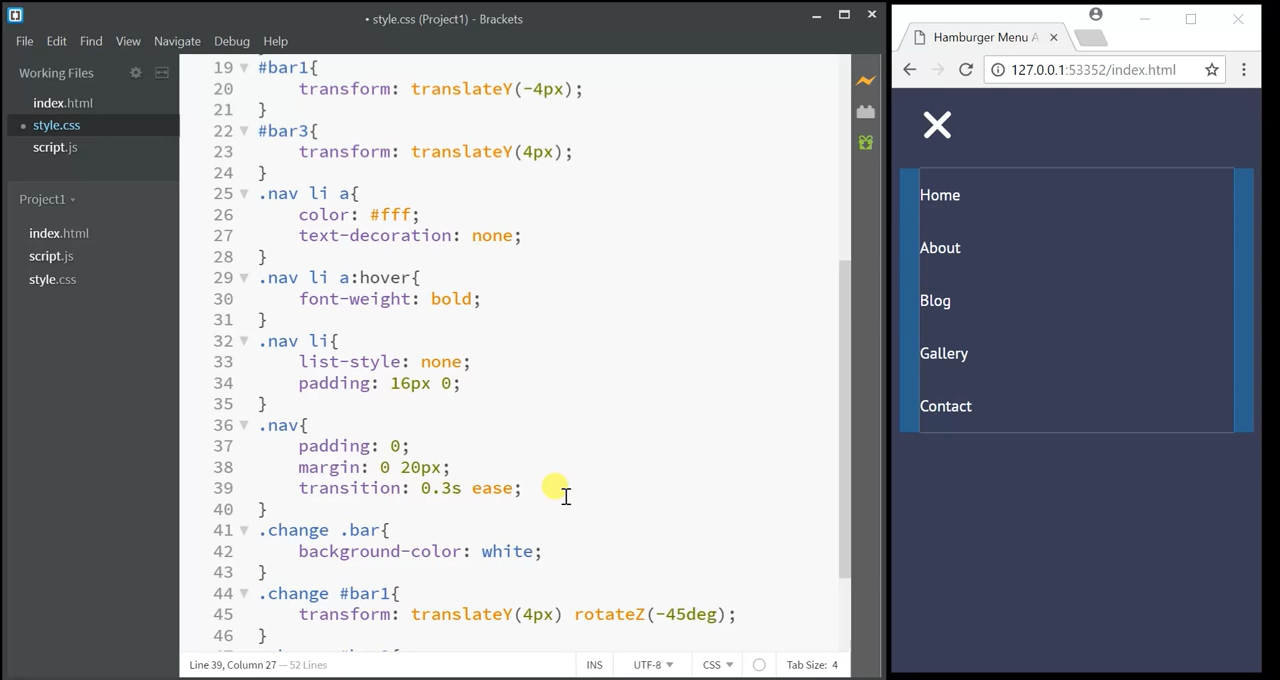 • style.css (Project1) - Brackets
File Edit Find View Navigate Debug Help
Working Files
index.html
• style.css
script.js
Project1
index.html
script.js
style.css
19 #bar1{
20 transform: translateY(-4px);
21 }
22 #bar3{
23 transform: translateY(4px);
24 }
25 .nav li a{
26 color: #fff;
27 text-decoration: none;
28 }
29 .nav li a:hover{
30 font-weight: bold;
31 }
32 .nav li{
33 list-style: none;
34 padding: 16px 0;
35 }
36 .nav{
37 padding: 0;
38 margin: 0 20px;
39 transition: 0.3s ease;
40 }
41 .change .bar{
42 background-color: white;
43 }
44 .change #bar1{
45 transform: translateY(4px) rotateZ(-45deg);
46 }
Line 39, Column 27 — 52 Lines
INS UTF-8 CSS Tab Size: 4
Hamburger Menu A
127.0.0.1:53352/index.html
Home
About
Blog
Gallery
Contact